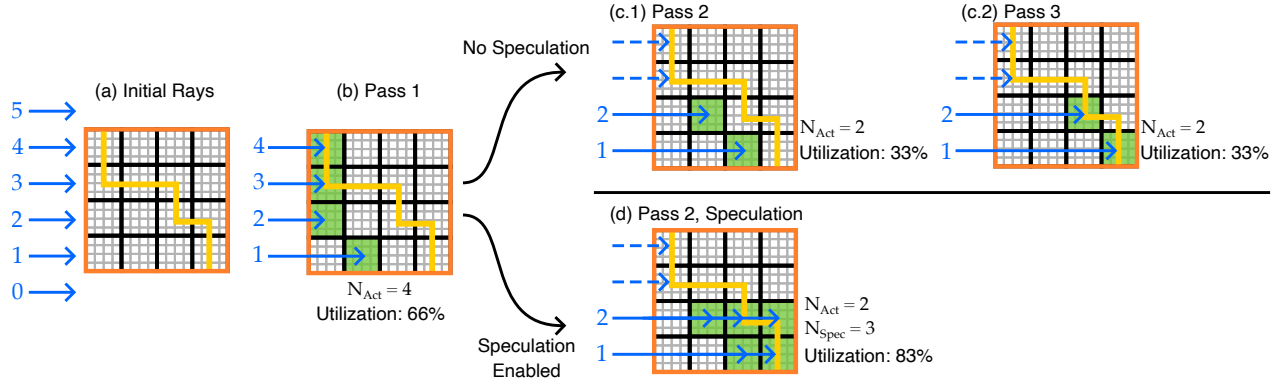 (a) Initial Rays
5
4
3
2
1
0
(b) Pass 1
4
3
2
1
N_Act = 4
Utilization: 66%
No Speculation
Speculation
Enabled
(c.1) Pass 2
2
1
N_Act = 2
Utilization: 33%
(c.2) Pass 3
2
1
N_Act = 2
Utilization: 33%
(d) Pass 2, Speculation
2
1
N_Act = 2
N_Spec = 3
Utilization: 83%